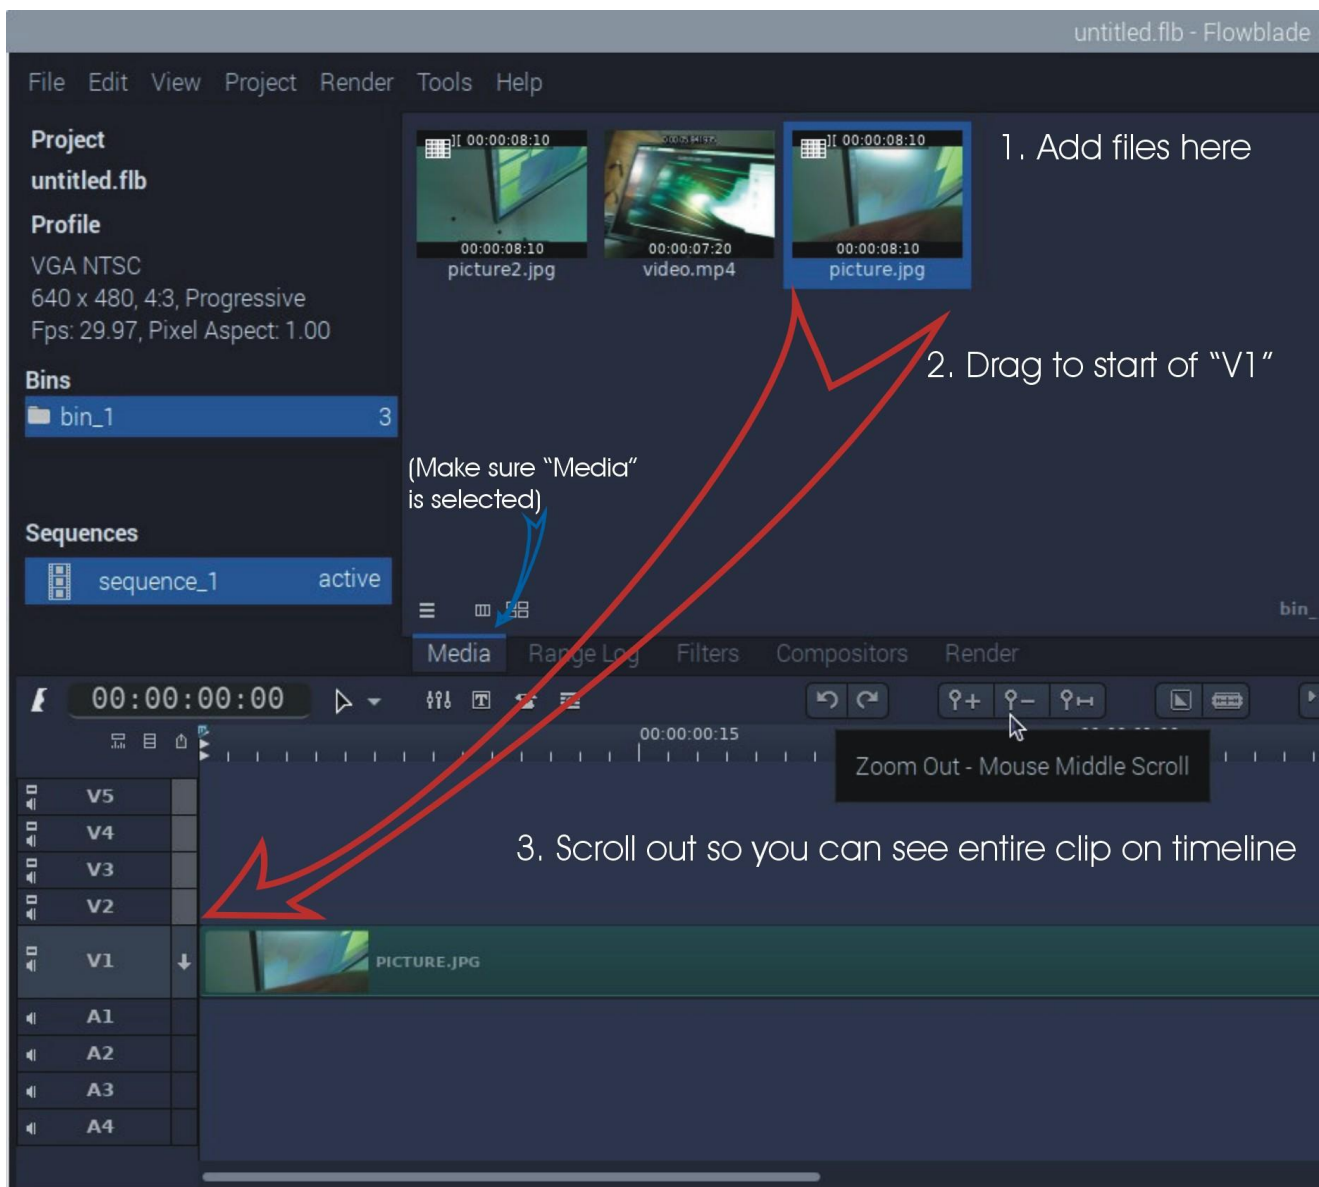 untitled.flb - Flowblade
File Edit View Project Render Tools Help
Project
untitled.flb
Profile
VGA NTSC
640 x 480, 4:3, Progressive
Fps: 29.97, Pixel Aspect: 1.00
Bins
bin_1 3
Sequences
sequence_1 active
][ 00:00:08:10
00:00:08:10
picture2.jpg
00:00:07:20
video.mp4
][ 00:00:08:10
00:00:08:10
picture.jpg
1. Add files here
2. Drag to start of “V1”
(Make sure “Media”
is selected)
bin_
Media Range Log Filters Compositors Render
00:00:00:00
00:00:00:15
Zoom Out - Mouse Middle Scroll
3. Scroll out so you can see entire clip on timeline
V5
V4
V3
V2
V1 PICTURE.JPG
A1
A2
A3
A4